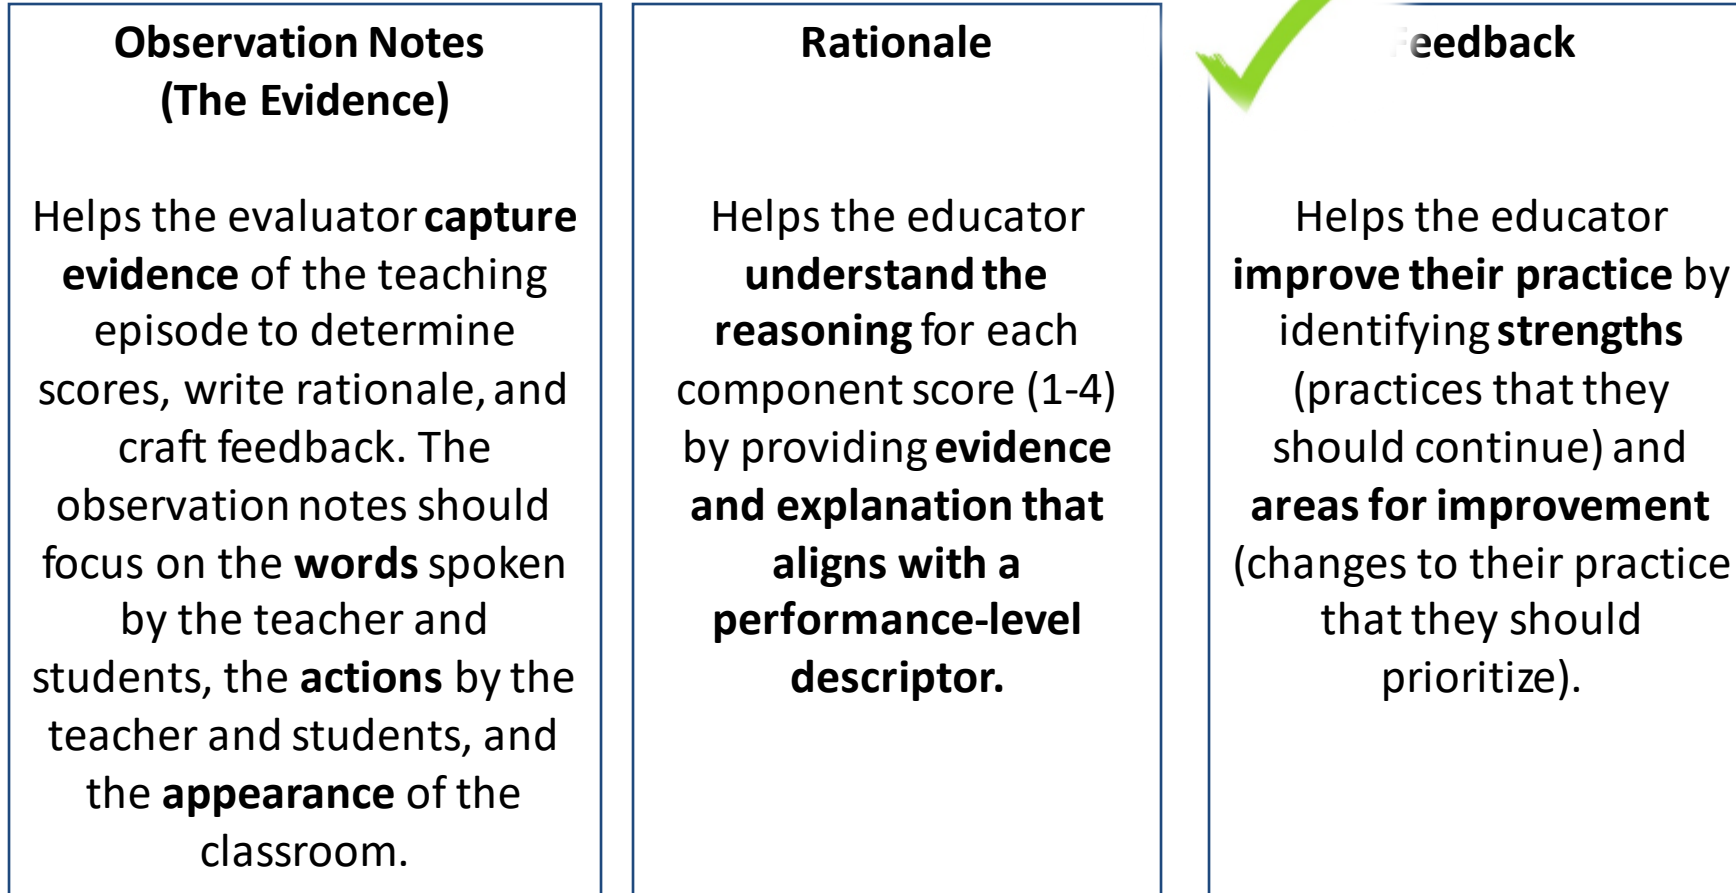 Observation Notes
(The Evidence)
Helps the evaluator capture
evidence of the teaching
episode to determine
scores, write rationale, and
craft feedback. The
observation notes should
focus on the words spoken
by the teacher and
students, the actions by the
teacher and students, and
the appearance of the
classroom.
Rationale
Helps the educator
understand the
reasoning for each
component score (1-4)
by providing evidence
and explanation that
aligns with a
performance-level
descriptor.
Feedback
Helps the educator
improve their practice by
identifying strengths
(practices that they
should continue) and
areas for improvement
(changes to their practice
that they should
prioritize).